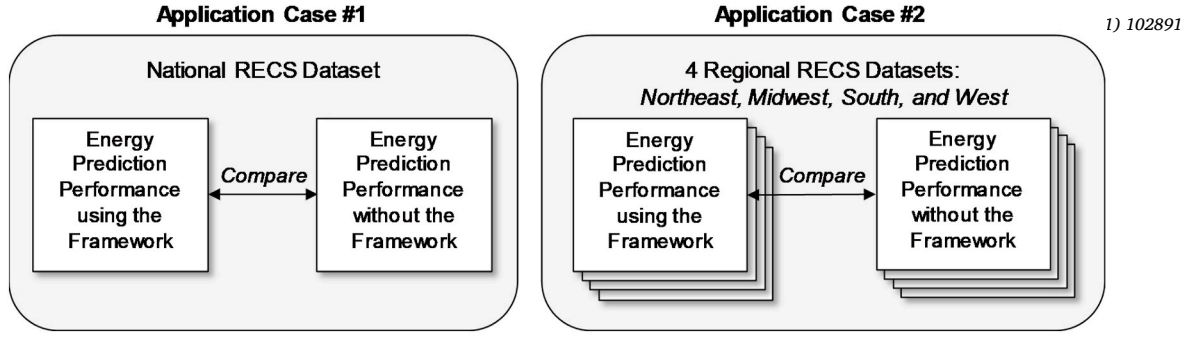 Application Case #1
National RECS Dataset
Energy
Prediction
Performance
using the
Framework
Compare
Energy
Prediction
Performance
without the
Framework
Application Case #2
4 Regional RECS Datasets:
Northeast, Midwest, South, and West
Energy
Prediction
Performance
using the
Framework
Compare
Energy
Prediction
Performance
without the
Framework
1) 102891